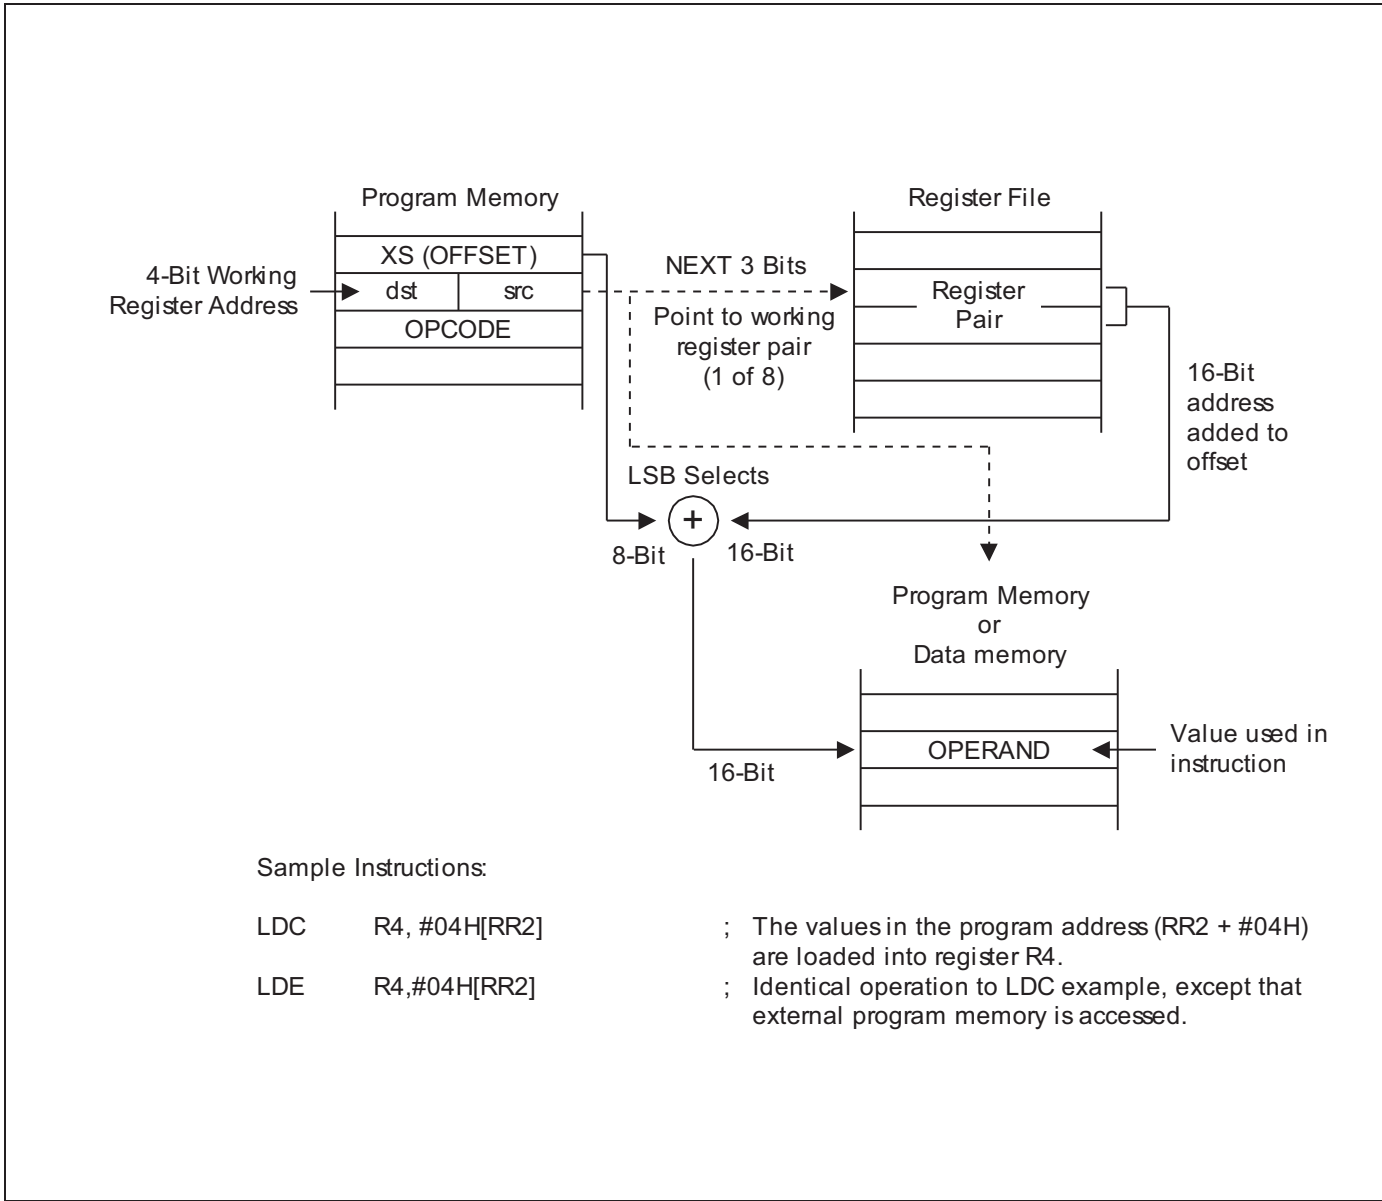 Program Memory
Register File
XS (OFFSET)
4-Bit Working
Register Address
dst
src
OPCODE
NEXT 3 Bits
Point to working
register pair
(1 of 8)
Register
Pair
16-Bit
address
added to
offset
LSB Selects
+
8-Bit
16-Bit
Program Memory
or
Data memory
OPERAND
Value used in
instruction
16-Bit
Sample Instructions:
LDC R4, #04H[RR2] ; The values in the program address (RR2 + #04H)
are loaded into register R4.
LDE R4,#04H[RR2] ; Identical operation to LDC example, except that
external program memory is accessed.